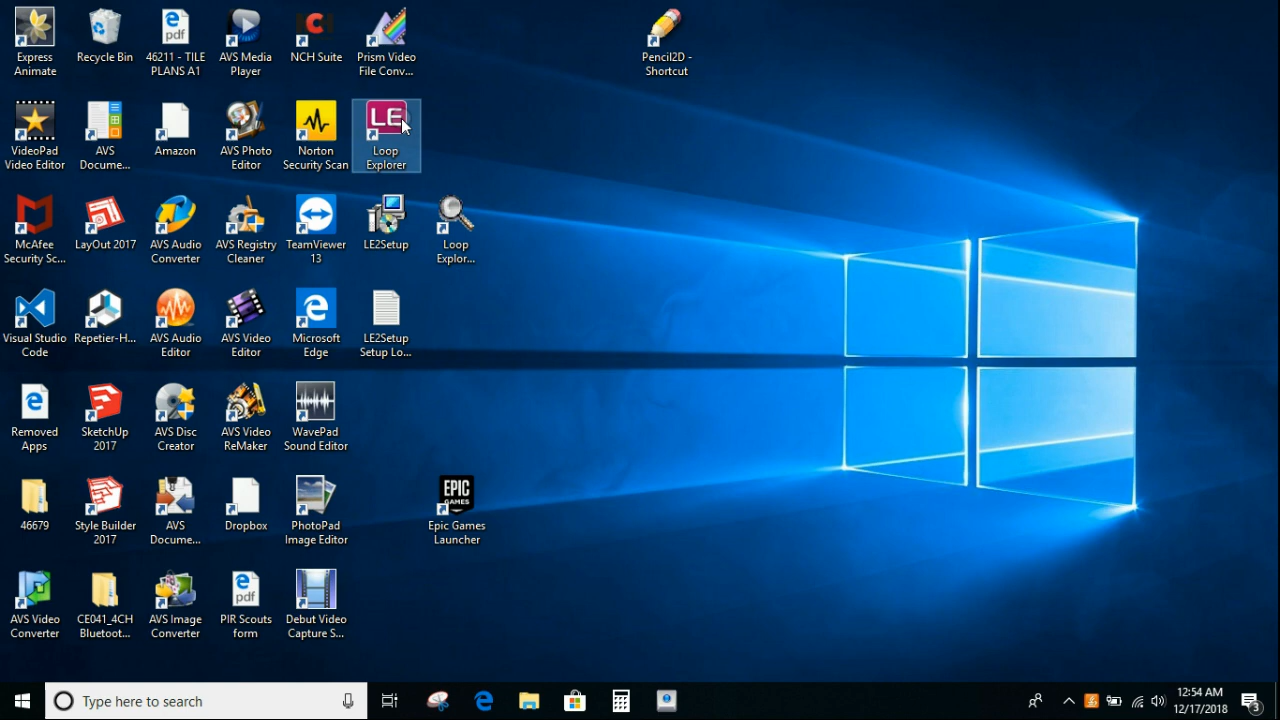 Express
Animate
Recycle Bin
46211 - TILE
PLANS A1
AVS Media
Player
NCH Suite
Prism Video
File Conv...
Pencil2D -
Shortcut
VideoPad
Video Editor
AVS
Docume...
Amazon
AVS Photo
Editor
Norton
Security Scan
LE
Loop
Explorer
McAfee
Security Sc...
LayOut 2017
AVS Audio
Converter
AVS Registry
Cleaner
TeamViewer
13
LE2Setup
Loop
Explor...
Visual Studio
Code
Repetier-H...
AVS Audio
Editor
AVS Video
Editor
Microsoft
Edge
LE2Setup
Setup Lo...
Removed
Apps
SketchUp
2017
AVS Disc
Creator
AVS Video
ReMaker
WavePad
Sound Editor
46679
Style Builder
2017
AVS
Docume...
Dropbox
PhotoPad
Image Editor
EPIC
GAMES
Epic Games
Launcher
AVS Video
Converter
CE041_4CH
Bluetoot...
AVS Image
Converter
pdf
PIR Scouts
form
Debut Video
Capture S...
Type here to search
12:54 AM
12/17/2018
3